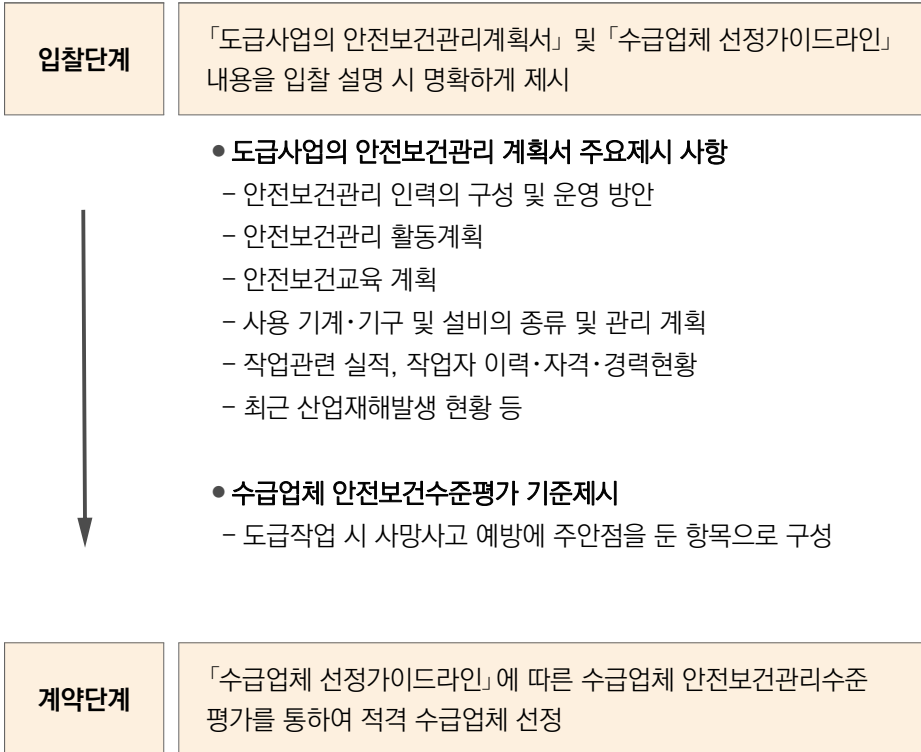 입찰단계
「도급사업의 안전보건관리계획서」 및 「수급업체 선정가이드라인」
내용을 입찰 설명 시 명확하게 제시
● 도급사업의 안전보건관리 계획서 주요제시 사항
– 안전보건관리 인력의 구성 및 운영 방안
– 안전보건관리 활동계획
– 안전보건교육 계획
– 사용 기계·기구 및 설비의 종류 및 관리 계획
– 작업관련 실적, 작업자 이력·자격·경력현황
– 최근 산업재해발생 현황 등
● 수급업체 안전보건수준평가 기준제시
– 도급작업 시 사망사고 예방에 주안점을 둔 항목으로 구성
계약단계
「수급업체 선정가이드라인」에 따른 수급업체 안전보건관리수준
평가를 통하여 적격 수급업체 선정